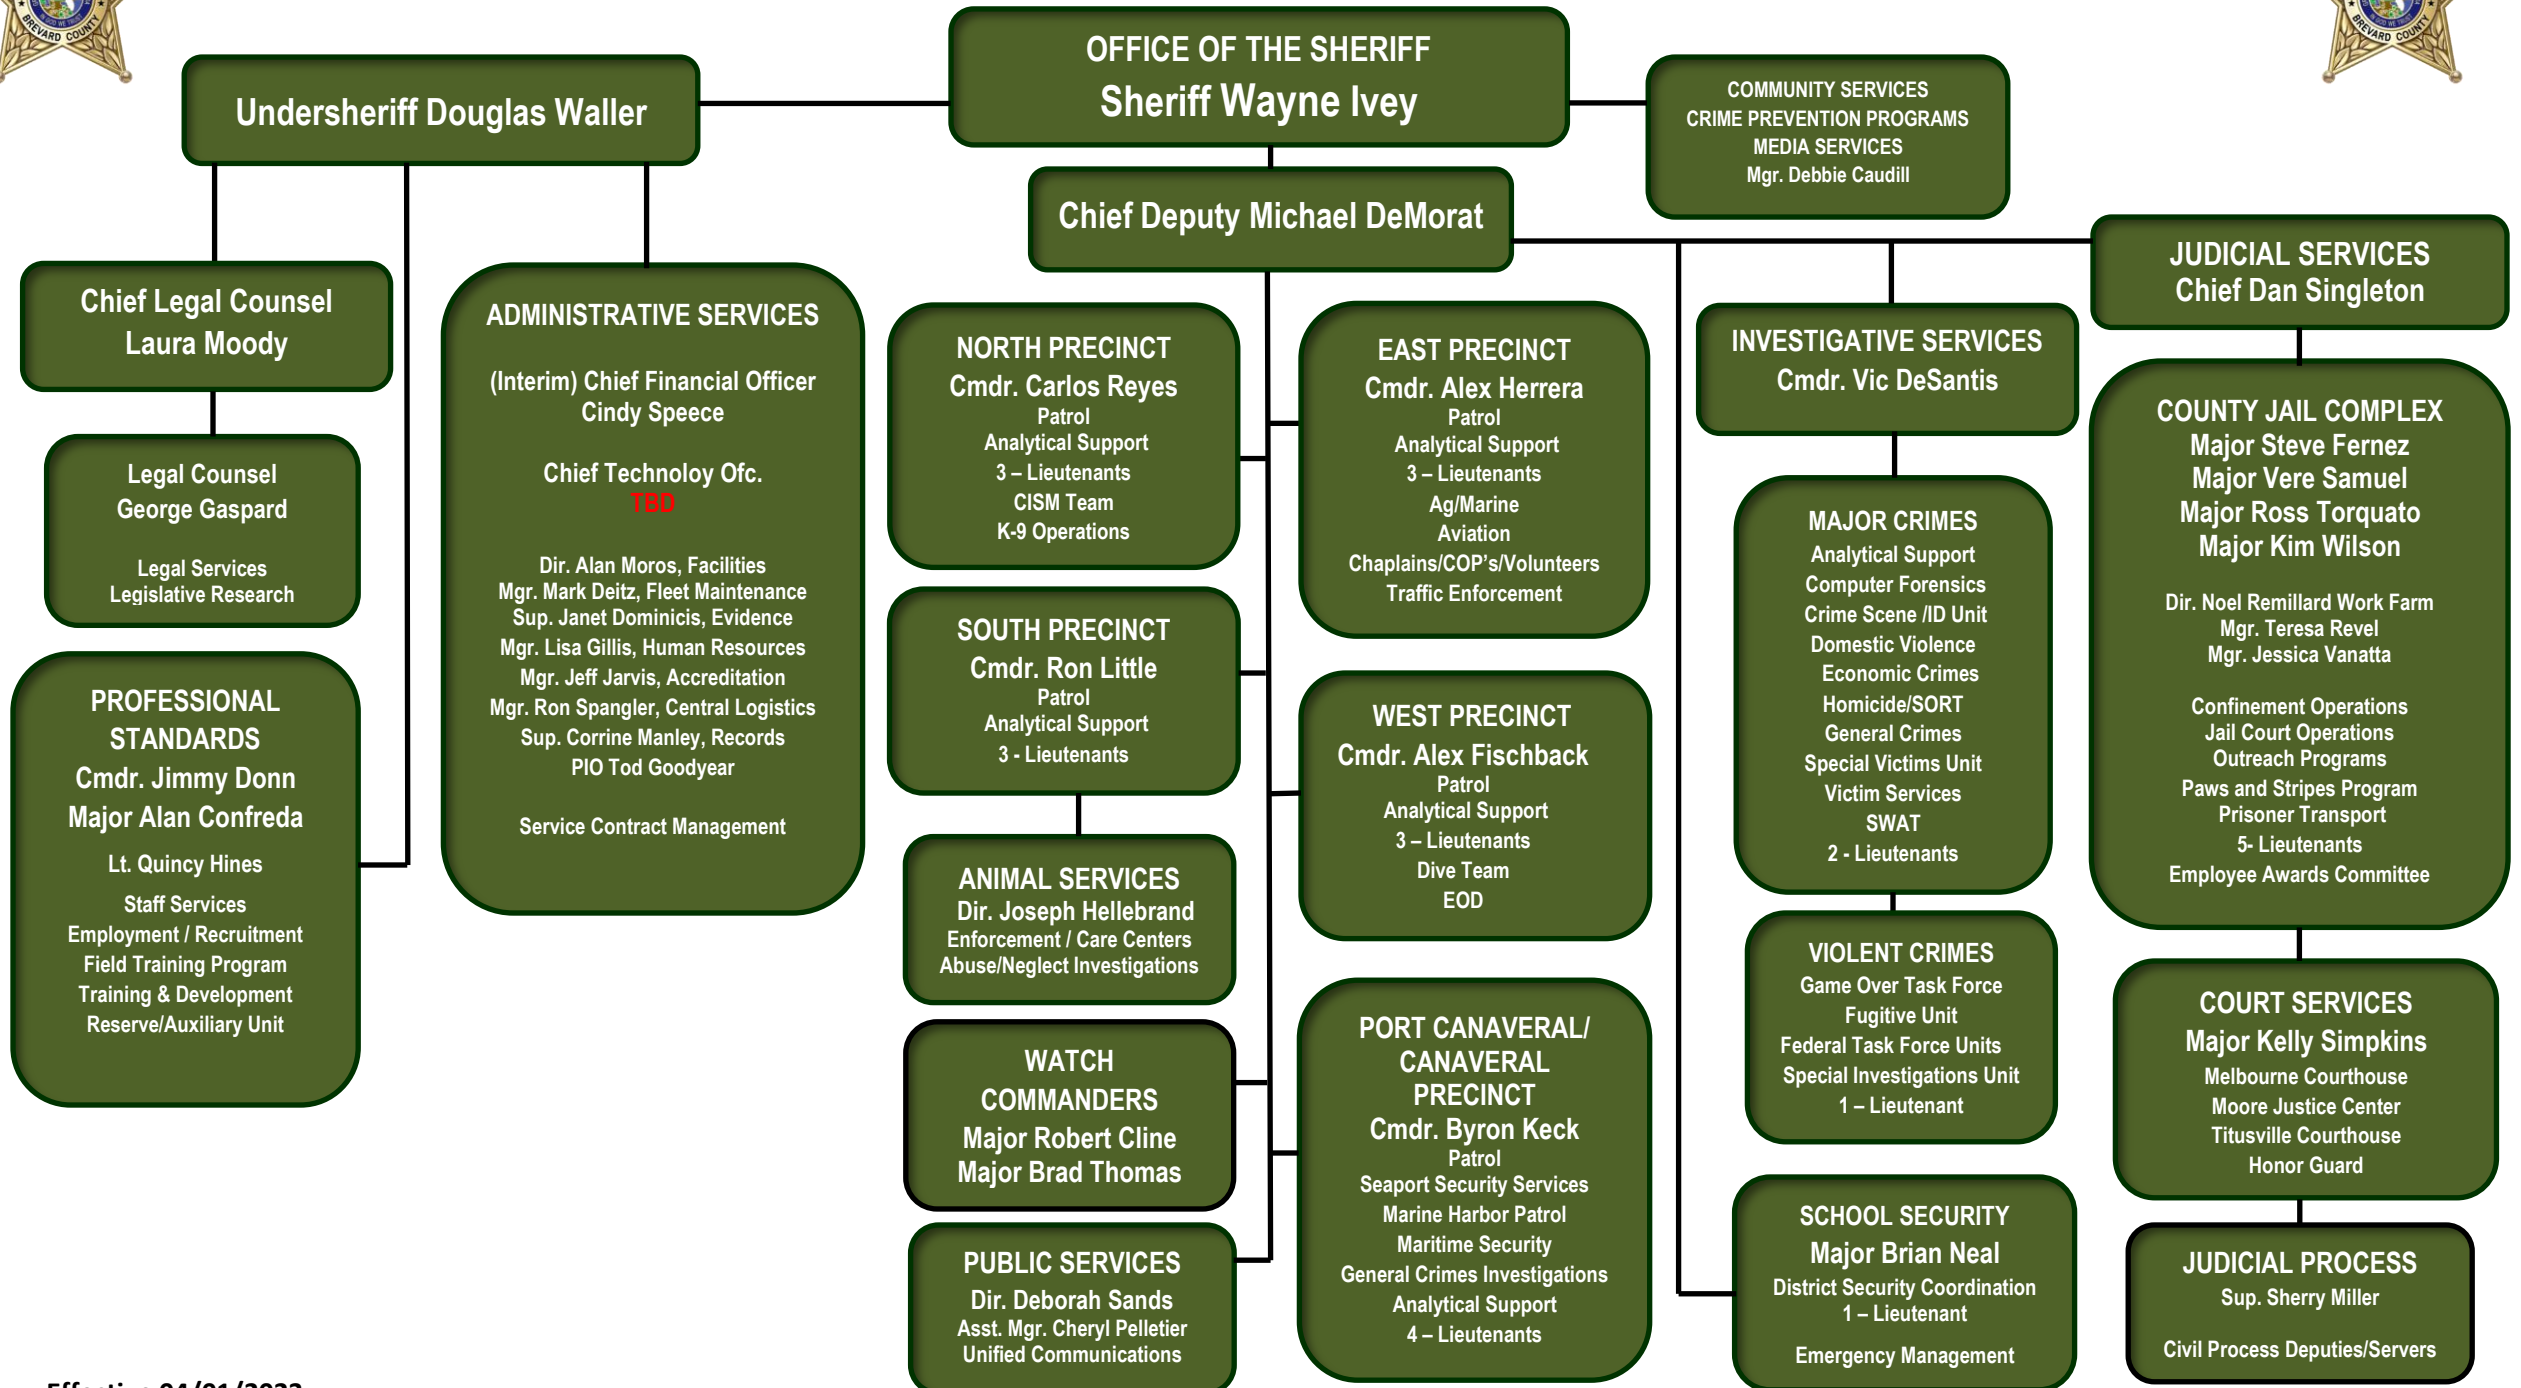 BREVARD COUNTY
IN GOD WE TRUST
BREVARD COUNTY
IN GOD WE TRUST
OFFICE OF THE SHERIFF
Sheriff Wayne Ivey
Undersheriff Douglas Waller
COMMUNITY SERVICES
CRIME PREVENTION PROGRAMS
MEDIA SERVICES
Mgr. Debbie Caudill
Chief Deputy Michael DeMorat
JUDICIAL SERVICES
Chief Dan Singleton
Chief Legal Counsel
Laura Moody
Legal Counsel
George Gaspard
Legal Services
Legislative Research
PROFESSIONAL
STANDARDS
Cmdr. Jimmy Donn
Major Alan Confreda
Lt. Quincy Hines
Staff Services
Employment / Recruitment
Field Training Program
Training & Development
Reserve/Auxiliary Unit
ADMINISTRATIVE SERVICES
(Interim) Chief Financial Officer
Cindy Speece
Chief Technoloy Ofc.
TBD
Dir. Alan Moros, Facilities
Mgr. Mark Deitz, Fleet Maintenance
Sup. Janet Dominicis, Evidence
Mgr. Lisa Gillis, Human Resources
Mgr. Jeff Jarvis, Accreditation
Mgr. Ron Spangler, Central Logistics
Sup. Corrine Manley, Records
PIO Tod Goodyear
Service Contract Management
NORTH PRECINCT
Cmdr. Carlos Reyes
Patrol
Analytical Support
3 – Lieutenants
CISM Team
K-9 Operations
SOUTH PRECINCT
Cmdr. Ron Little
Patrol
Analytical Support
3 - Lieutenants
ANIMAL SERVICES
Dir. Joseph Hellebrand
Enforcement / Care Centers
Abuse/Neglect Investigations
WATCH
COMMANDERS
Major Robert Cline
Major Brad Thomas
PUBLIC SERVICES
Dir. Deborah Sands
Asst. Mgr. Cheryl Pelletier
Unified Communications
EAST PRECINCT
Cmdr. Alex Herrera
Patrol
Analytical Support
3 – Lieutenants
Ag/Marine
Aviation
Chaplains/COP’s/Volunteers
Traffic Enforcement
WEST PRECINCT
Cmdr. Alex Fischback
Patrol
Analytical Support
3 – Lieutenants
Dive Team
EOD
PORT CANAVERAL/
CANAVERAL
PRECINCT
Cmdr. Byron Keck
Patrol
Seaport Security Services
Marine Harbor Patrol
Maritime Security
General Crimes Investigations
Analytical Support
4 – Lieutenants
INVESTIGATIVE SERVICES
Cmdr. Vic DeSantis
MAJOR CRIMES
Analytical Support
Computer Forensics
Crime Scene /ID Unit
Domestic Violence
Economic Crimes
Homicide/SORT
General Crimes
Special Victims Unit
Victim Services
SWAT
2 - Lieutenants
VIOLENT CRIMES
Game Over Task Force
Fugitive Unit
Federal Task Force Units
Special Investigations Unit
1 – Lieutenant
SCHOOL SECURITY
Major Brian Neal
District Security Coordination
1 – Lieutenant
Emergency Management
COUNTY JAIL COMPLEX
Major Steve Fernez
Major Vere Samuel
Major Ross Torquato
Major Kim Wilson
Dir. Noel Remillard Work Farm
Mgr. Teresa Revel
Mgr. Jessica Vanatta
Confinement Operations
Jail Court Operations
Outreach Programs
Paws and Stripes Program
Prisoner Transport
5- Lieutenants
Employee Awards Committee
COURT SERVICES
Major Kelly Simpkins
Melbourne Courthouse
Moore Justice Center
Titusville Courthouse
Honor Guard
JUDICIAL PROCESS
Sup. Sherry Miller
Civil Process Deputies/Servers